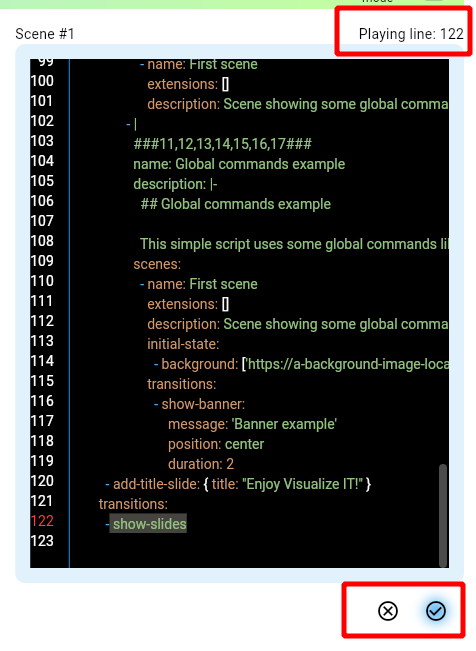 mode
Scene #1
Playing line: 122
99 - name: First scene
100 extensions: []
101 description: Scene showing some global comma
102 - |
103 ###11,12,13,14,15,16,17###
104 name: Global commands example
105 description: |-
106 ## Global commands example
107
108 This simple script uses some global commands li
109 scenes:
110 - name: First scene
111 extensions: []
112 description: Scene showing some global comma
113 initial-state:
114 - background: ['https://a-background-image-loca
115 transitions:
116 - show-banner:
117 message: 'Banner example'
118 position: center
119 duration: 2
120 - add-title-slide: { title: "Enjoy Visualize IT!" }
121 transitions:
122 - show-slides
123